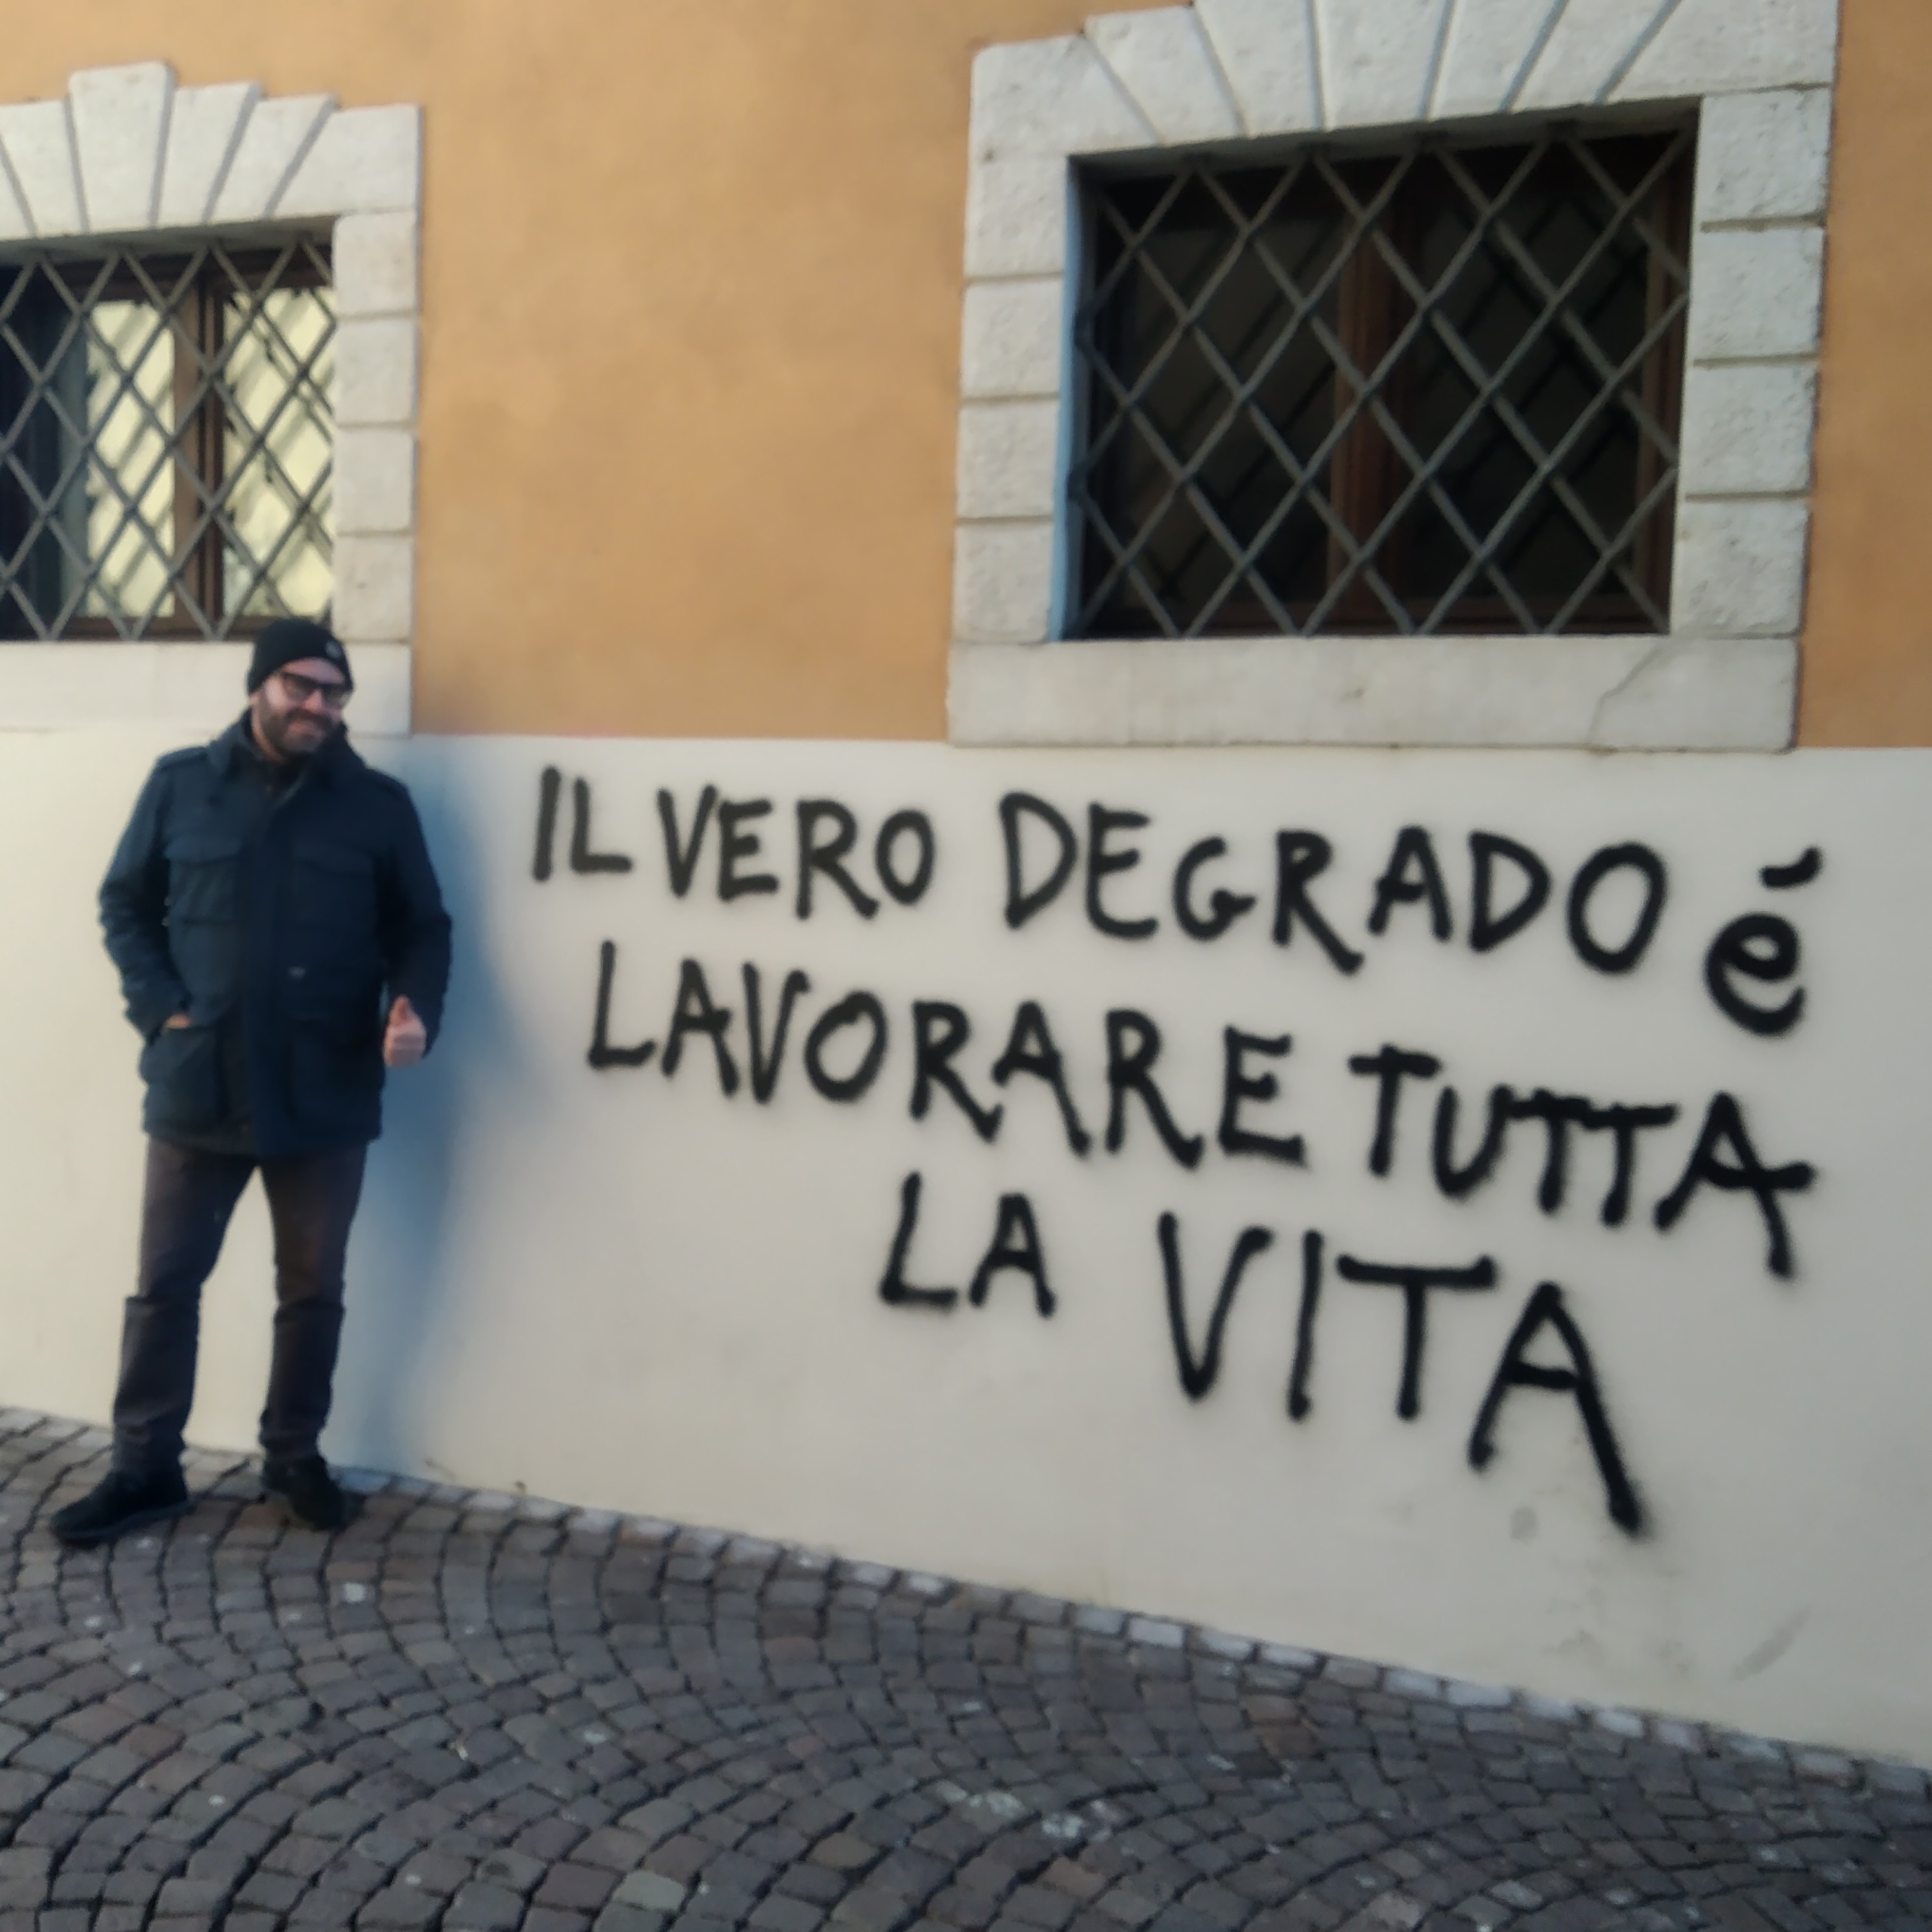 IL VERO DEGRADO é
LAVORARE TUTTA
LA VITA